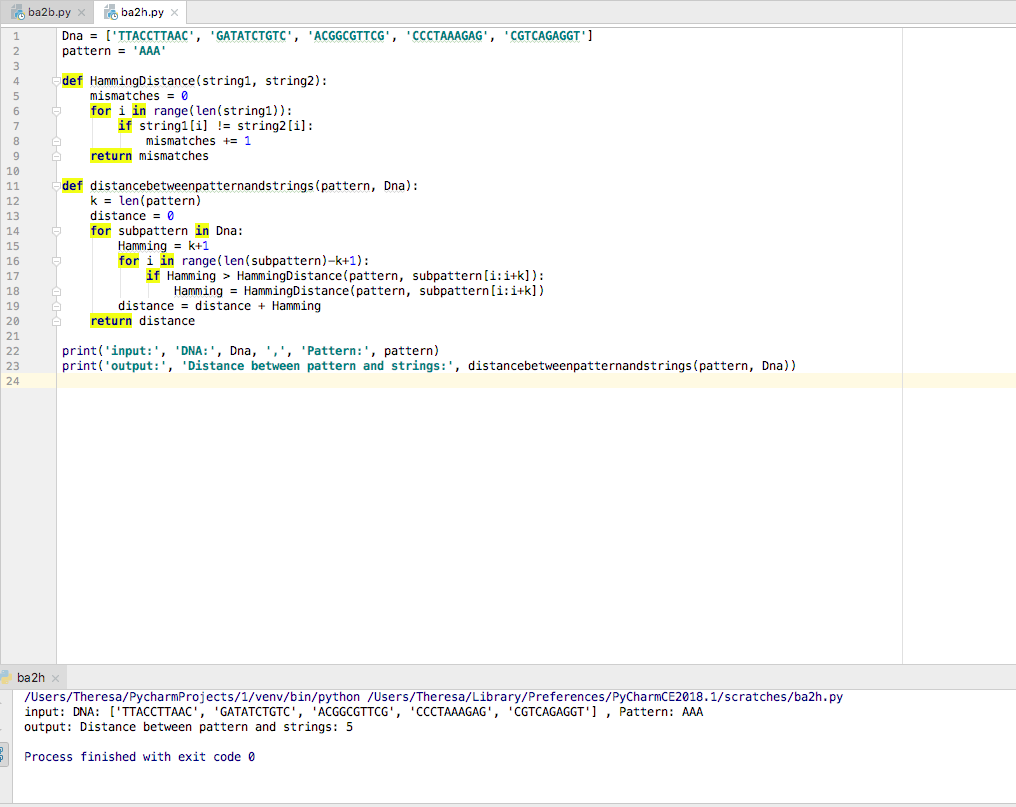 ba2b.py ba2h.py
1 Dna = ['TTACCTTAAC', 'GATATCTGTC', 'ACGGCGTTCG', 'CCCTAAAGAG', 'CGTCAGAGGT']
2 pattern = 'AAA'
3
4 def HammingDistance(string1, string2):
5     mismatches = 0
6     for i in range(len(string1)):
7         if string1[i] != string2[i]:
8             mismatches += 1
9     return mismatches
10
11 def distancebetweenpatternandstrings(pattern, Dna):
12     k = len(pattern)
13     distance = 0
14     for subpattern in Dna:
15         Hamming = k+1
16         for i in range(len(subpattern)-k+1):
17             if Hamming > HammingDistance(pattern, subpattern[i:i+k]):
18                 Hamming = HammingDistance(pattern, subpattern[i:i+k])
19         distance = distance + Hamming
20     return distance
21
22 print('input:', 'DNA:', Dna, ',', 'Pattern:', pattern)
23 print('output:', 'Distance between pattern and strings:', distancebetweenpatternandstrings(pattern, Dna))
24
ba2h
/Users/Theresa/PycharmProjects/1/venv/bin/python /Users/Theresa/Library/Preferences/PyCharmCE2018.1/scratches/ba2h.py
input: DNA: ['TTACCTTAAC', 'GATATCTGTC', 'ACGGCGTTCG', 'CCCTAAAGAG', 'CGTCAGAGGT'] , Pattern: AAA
output: Distance between pattern and strings: 5
Process finished with exit code 0